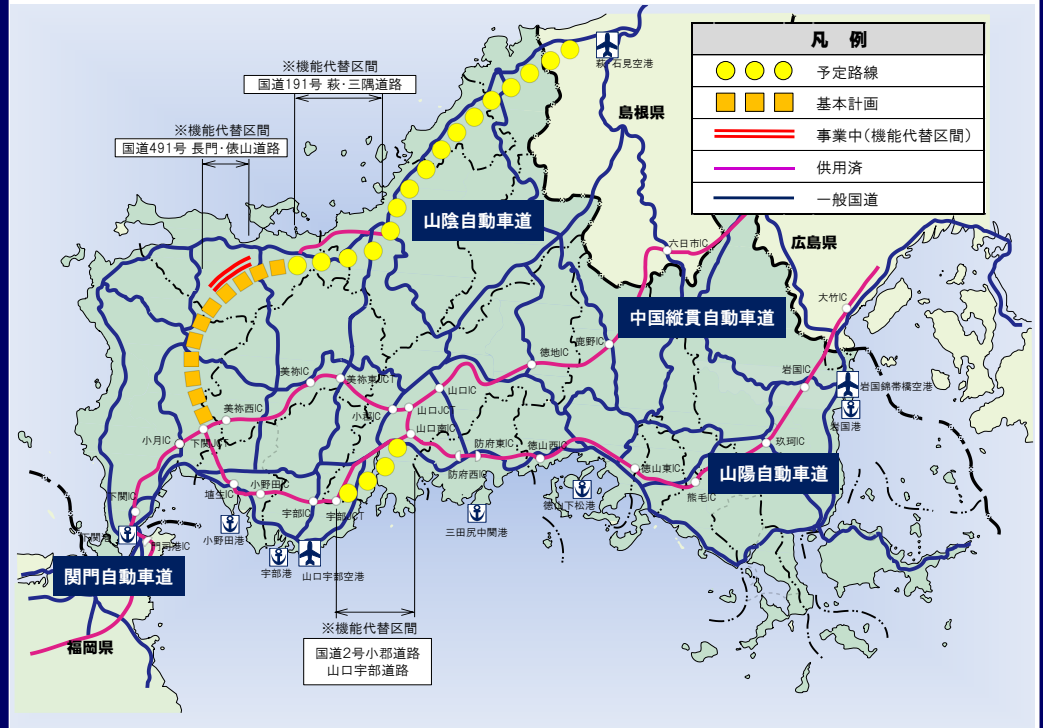 凡 例
予定路線
基本計画
事業中(機能代替区間)
供用済
一般国道
※機能代替区間
国道191号 萩・三隅道路
※機能代替区間
国道491号 長門・俵山道路
萩・石見空港
島根県
広島県
山陰自動車道
六日市IC
大竹IC
中国縦貫自動車道
鹿野IC
徳地IC
岩国IC
岩国錦帯橋空港
岩国港
美祢IC
美祢東JCT
山口IC
小郡IC
山口JCT
山口南IC
美祢西IC
下関JCT
小月IC
防府東IC
防府西IC
徳山西IC
徳山東IC
玖珂IC
熊毛IC
山陽自動車道
埴生IC
小野田IC
宇部IC
宇部JCT
下関IC
下関港
門司港IC
小野田港
宇部港
山口宇部空港
三田尻中関港
徳山下松港
関門自動車道
福岡県
※機能代替区間
国道2号小郡道路
山口宇部道路